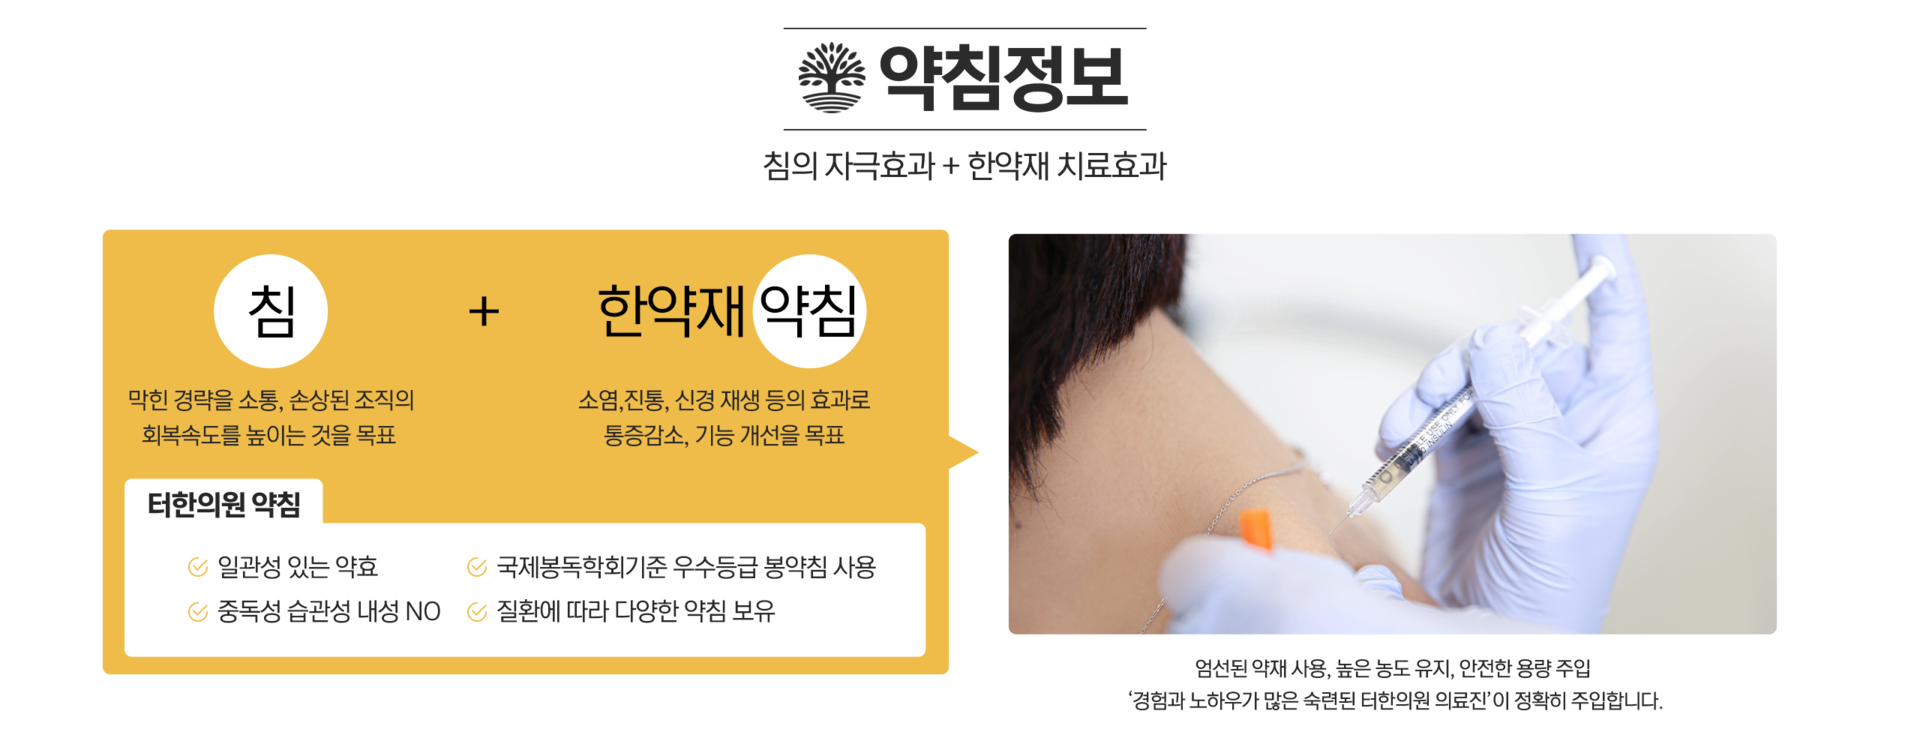 약침정보
침의 자극효과 + 한약재 치료효과
침 + 한약재 약침
막힌 경략을 소통, 손상된 조직의
회복속도를 높이는 것을 목표
소염,진통, 신경 재생 등의 효과로
통증감소, 기능 개선을 목표
터한의원 약침
일관성 있는 약효
국제봉독학회기준 우수등급 봉약침 사용
중독성 습관성 내성 NO
질환에 따라 다양한 약침 보유
엄선된 약재 사용, 높은 농도 유지, 안전한 용량 주입
‘경험과 노하우가 많은 숙련된 터한의원 의료진’이 정확히 주입합니다.